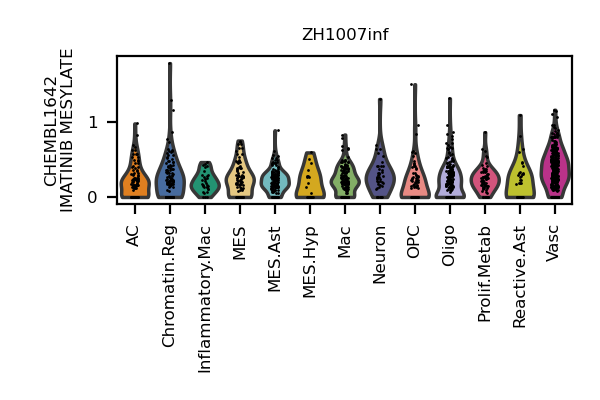 ZH1007inf
CHEMBL1642
IMATINIB MESYLATE
1
0
AC
Chromatin.Reg
Inflammatory.Mac
MES
MES.Ast
MES.Hyp
Mac
Neuron
OPC
Oligo
Prolif.Metab
Reactive.Ast
Vasc